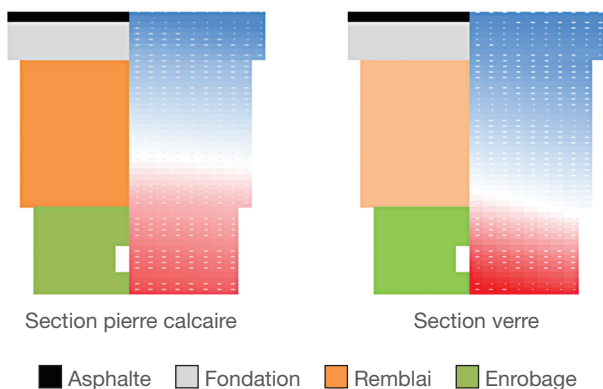 Section pierre calcaire
Section verre
Asphalte Fondation Remblai Enrobage